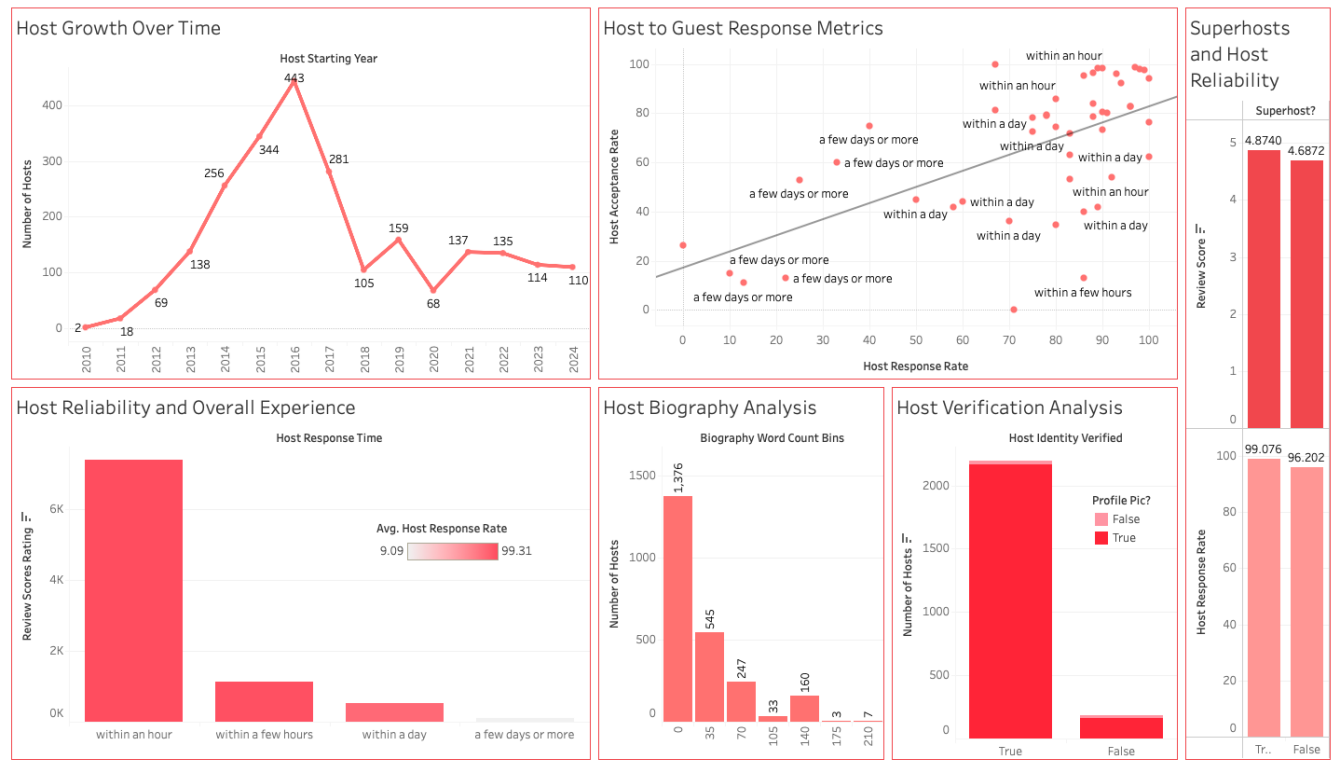 Host Growth Over Time
Host Starting Year
Number of Hosts
400
300
200
100
0
2
18
69
138
256
344
443
281
105
159
68
137
135
114
110
2010
2011
2012
2013
2014
2015
2016
2017
2018
2019
2020
2021
2022
2023
2024
Host to Guest Response Metrics
Host Acceptance Rate
100
80
60
40
20
0
within an hour
within an hour
within a day
a few days or more
within a day
within a day
a few days or more
a few days or more
within an hour
within a day
within a day
within a day
within a day
a few days or more
a few days or more
within a few hours
a few days or more
0
10
20
30
40
50
60
70
80
90
100
Host Response Rate
Superhosts
and Host
Reliability
Superhost?
Review Score
5
4
3
2
1
0
4.8740
4.6872
Host Response Rate
100
80
60
40
20
0
99.076
96.202
Tr..
False
Host Reliability and Overall Experience
Host Response Time
Review Scores Rating
6K
4K
2K
0K
Avg. Host Response Rate
9.09
99.31
within an hour
within a few hours
within a day
a few days or more
Host Biography Analysis
Biography Word Count Bins
Number of Hosts
1500
1000
500
0
1,376
545
247
33
160
3
7
0
35
70
105
140
175
210
Host Verification Analysis
Host Identity Verified
Number of Hosts
2000
1500
1000
500
0
Profile Pic?
False
True
True
False